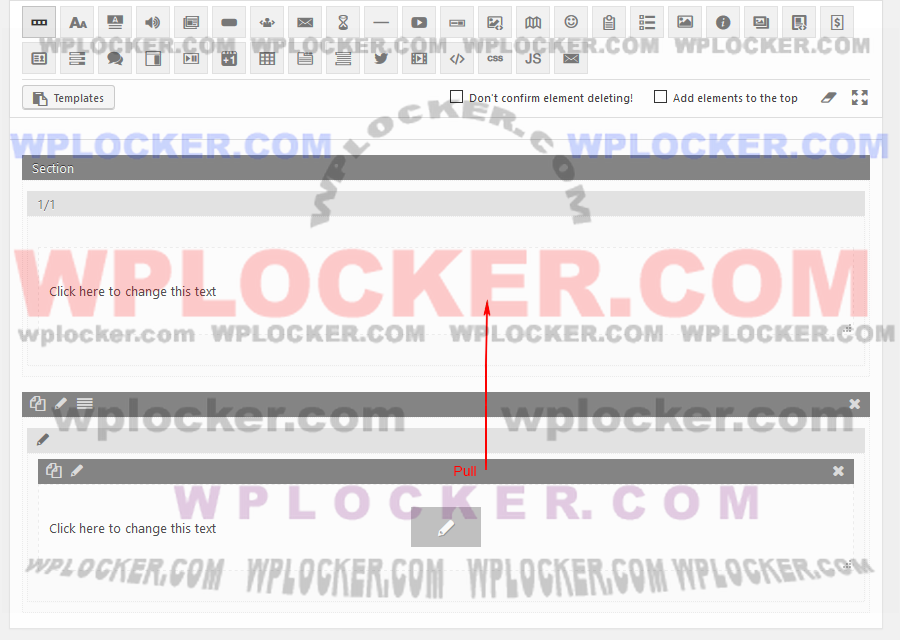 WPLOCKER.COM WPLOCKER.COM WPLOCKER.COM WPLOCKER.COM
css JS
Templates
Don't confirm element deleting!
Add elements to the top
WPLOCKER.COM WPLOCKER.COM WPLOCKER.COM
Section
1/1
WPLOCKER.COM
Click here to change this text
wplocker.com WPLOCKER.COM WPLOCKER.COM WPLOCKER.COM
wplocker.com wplocker.com
Pull
WPLOCKER.COM
Click here to change this text
WPLOCKER.COM WPLOCKER.COM WPLOCKER.COM WPLOCKER.COM